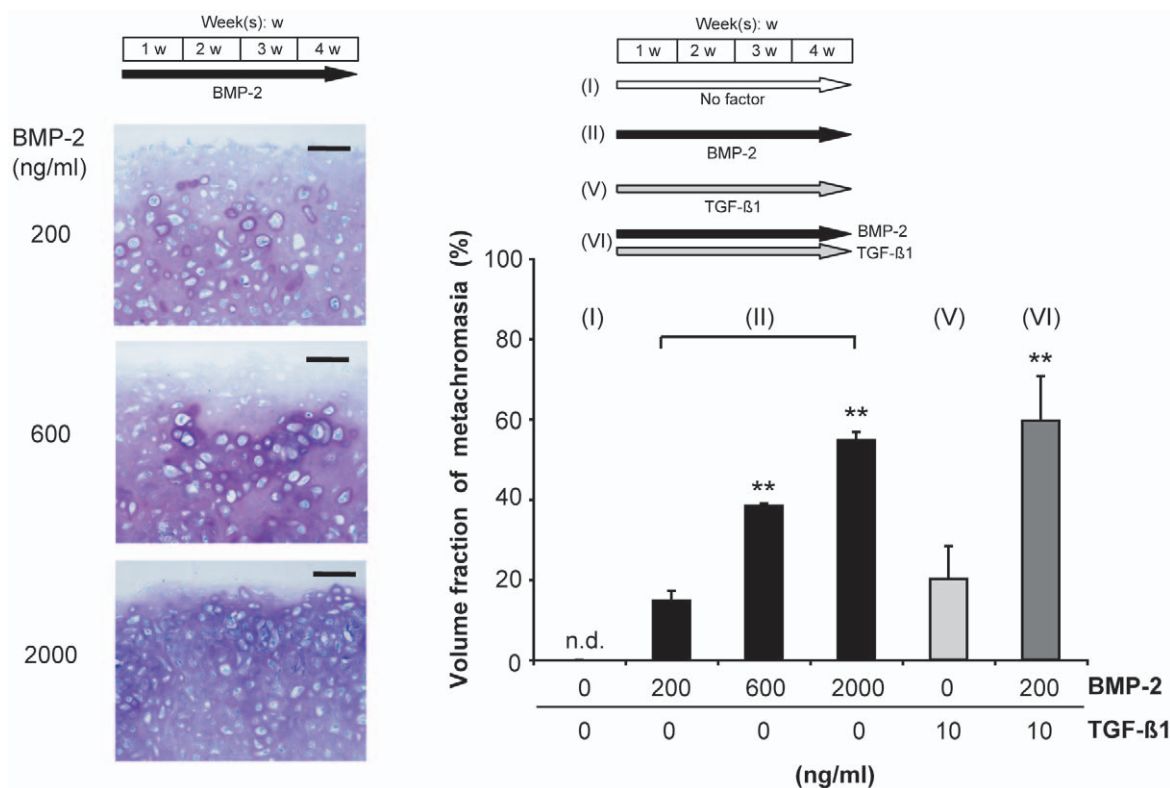 Week(s): w
1 w 2 w 3 w 4 w
BMP-2
BMP-2
(ng/ml)
200
600
2000
Week(s): w
1 w 2 w 3 w 4 w
(I)
No factor
(II)
BMP-2
(V)
TGF-ß1
(VI)
BMP-2
TGF-ß1
Volume fraction of metachromasia (%)
100
80
60
40
20
0
(I) (II) (V) (VI)
n.d.
**
**
**
0 200 600 2000 0 200 BMP-2
0 0 0 0 10 10 TGF-ß1
(ng/ml)